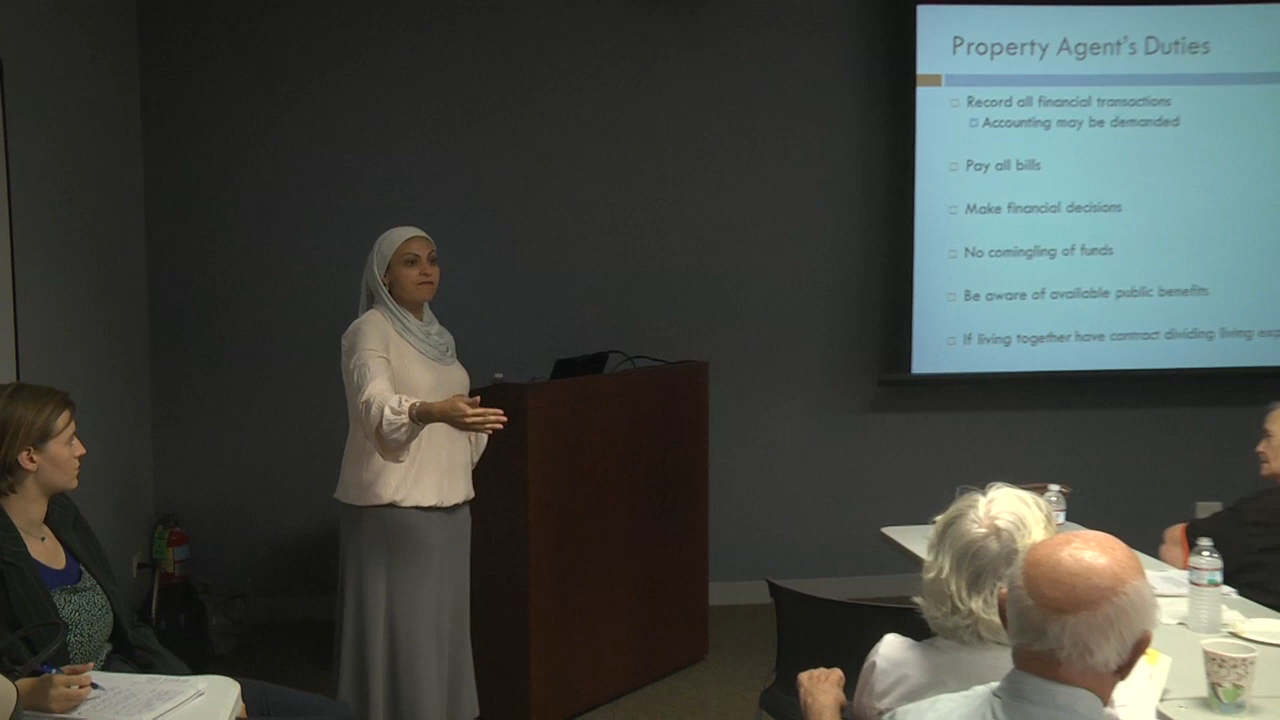 Property Agent's Duties
Record all financial transactions
Accounting may be demanded
Pay all bills
Make financial decisions
No comingling of funds
Be aware of available public benefits
If living together have contract dividing living exp